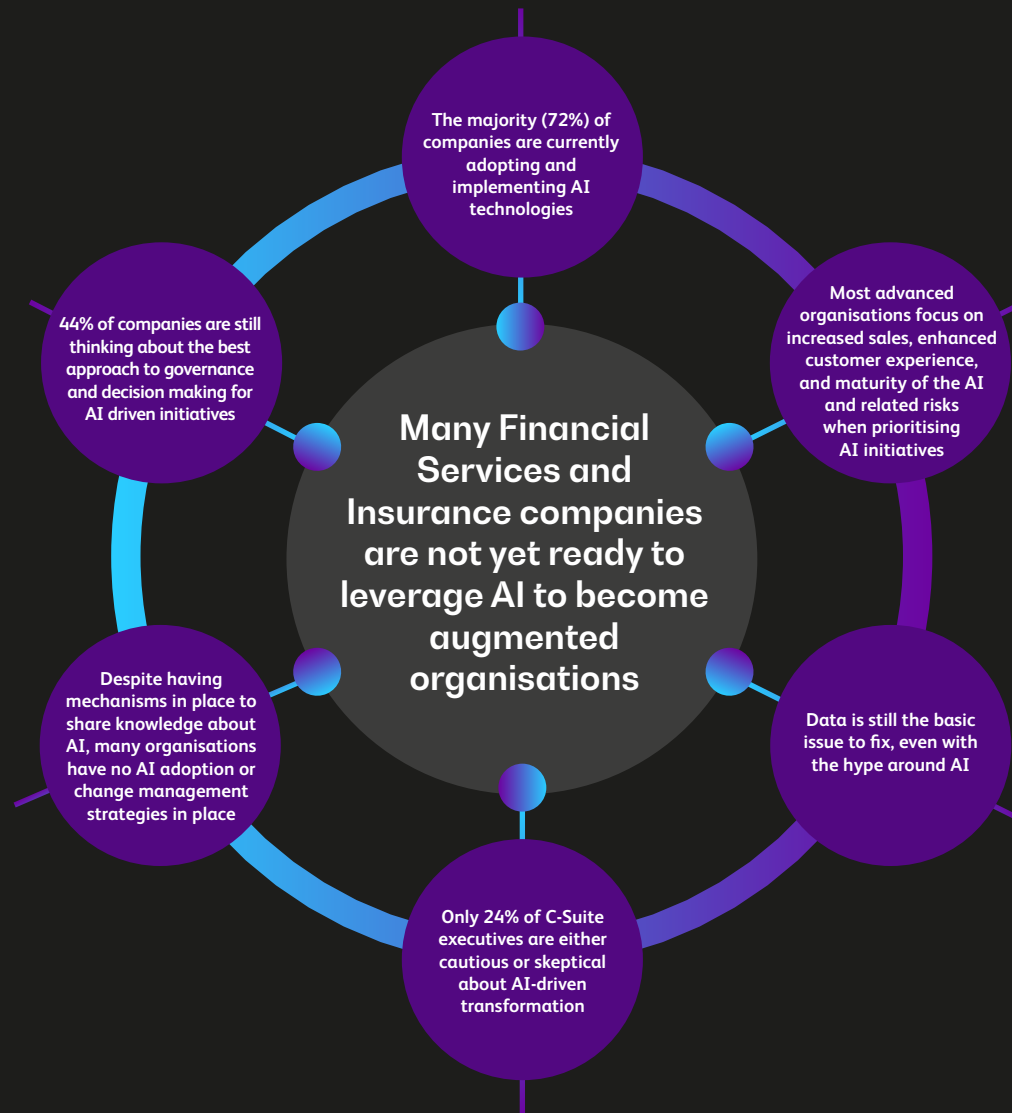 The majority (72%) of
companies are currently
adopting and
implementing AI
technologies
Most advanced
organisations focus on
increased sales, enhanced
customer experience,
and maturity of the AI
and related risks
when prioritising
AI initiatives
44% of companies are still
thinking about the best
approach to governance
and decision making for
AI driven initiatives
Many Financial
Services and
Insurance companies
are not yet ready to
leverage AI to become
augmented
organisations
Despite having
mechanisms in place to
share knowledge about
AI, many organisations
have no AI adoption or
change management
strategies in place
Data is still the basic
issue to fix, even with
the hype around AI
Only 24% of C-Suite
executives are either
cautious or skeptical
about AI-driven
transformation